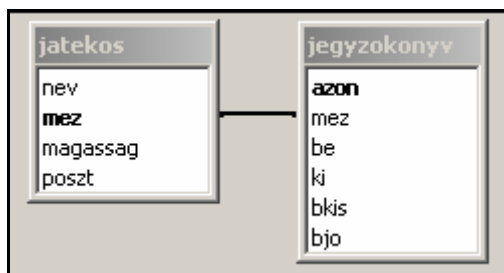 jatekos
nev
mez
magassag
poszt
jegyzokonyv
azon
mez
be
ki
bkis
bjo